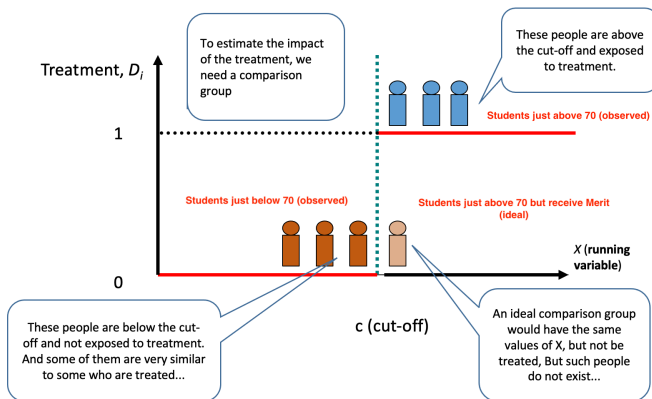 To estimate the impact
of the treatment, we
need a comparison
group
These people are above
the cut-off and exposed
to treatment.
Treatment, Di
Students just above 70 (observed)
1
Students just below 70 (observed)
Students just above 70 but receive Merit
(ideal)
X (running
variable)
0
c (cut-off)
These people are below the cut-
off and not exposed to treatment.
And some of them are very similar
to some who are treated...
An ideal comparison group
would have the same
values of X, but not be
treated, But such people
do not exist...